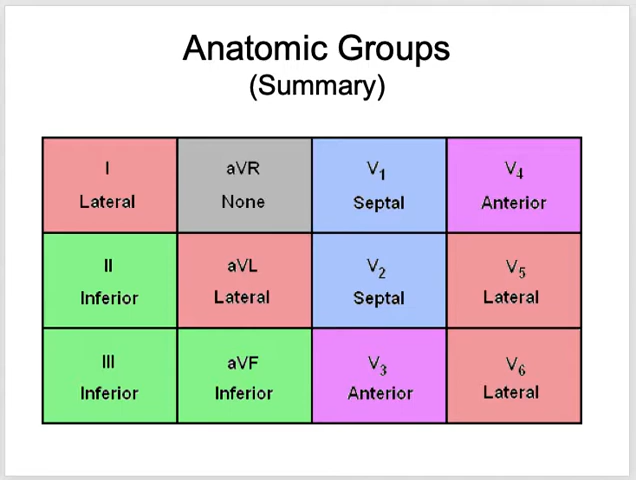 Anatomic Groups
(Summary)
I aVR V1 V4
Lateral None Septal Anterior
II aVL V2 V5
Inferior Lateral Septal Lateral
III aVF V3 V6
Inferior Inferior Anterior Lateral